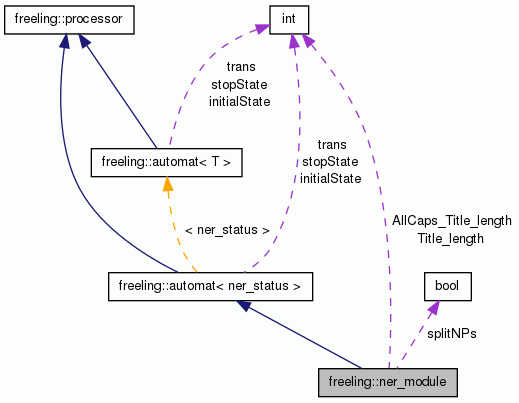 freeling::processor
int
trans
stopState
initialState
freeling::automat< T >
trans
stopState
initialState
AllCaps_Title_length
Title_length
< ner_status >
freeling::automat< ner_status >
bool
splitNPs
freeling::ner_module